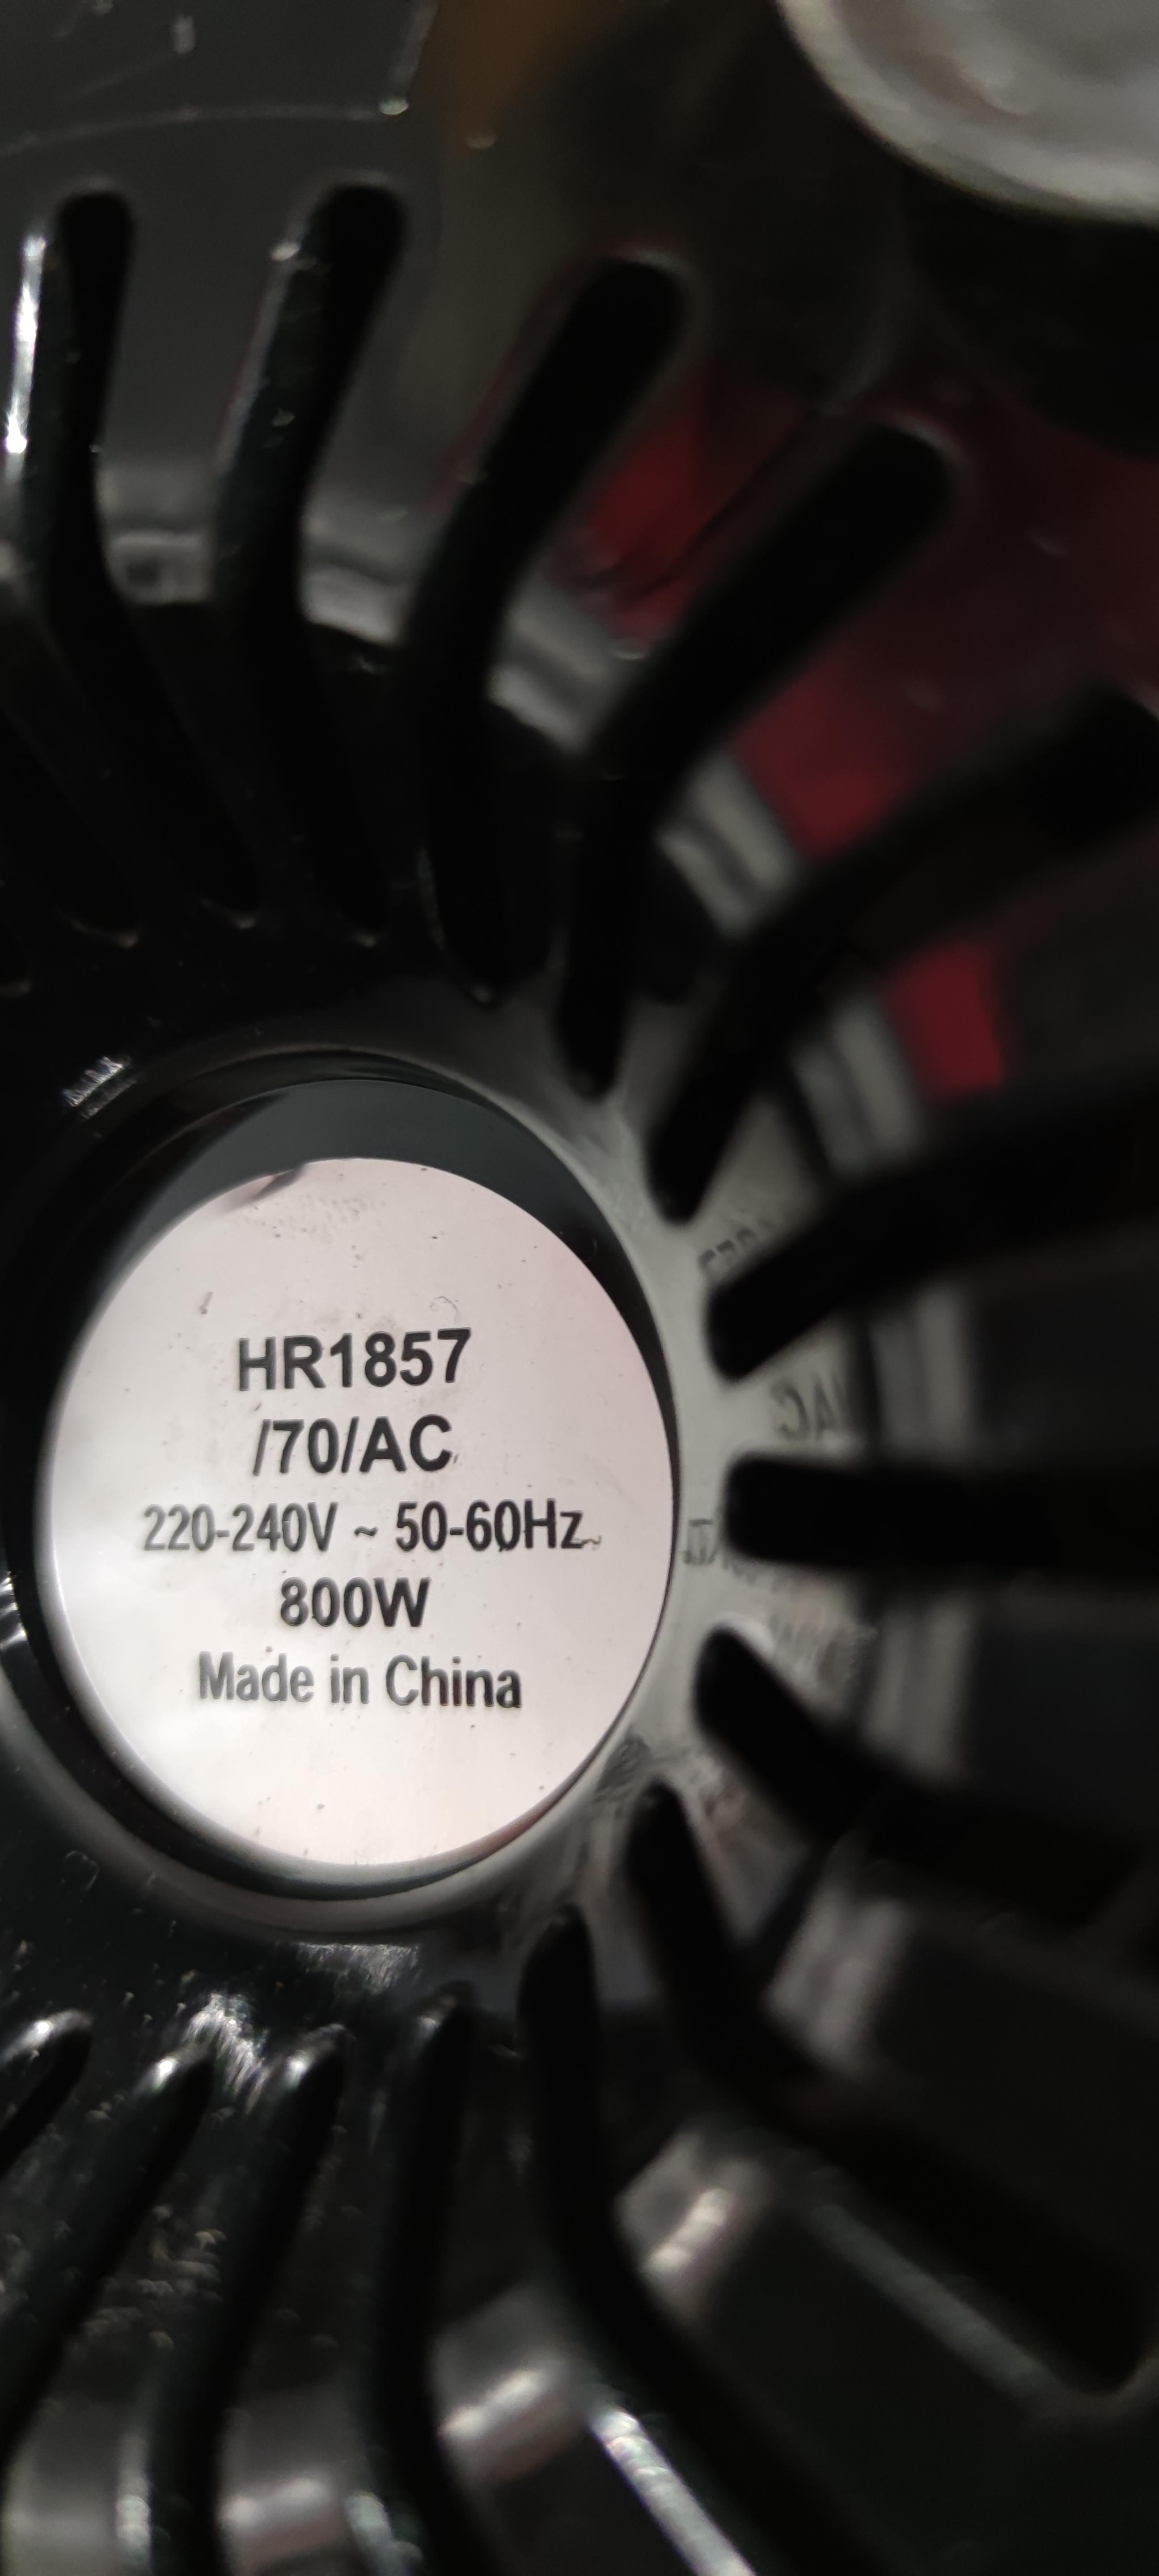 HR1857
/70/AC
220-240V ~ 50-60Hz
800W
Made in China